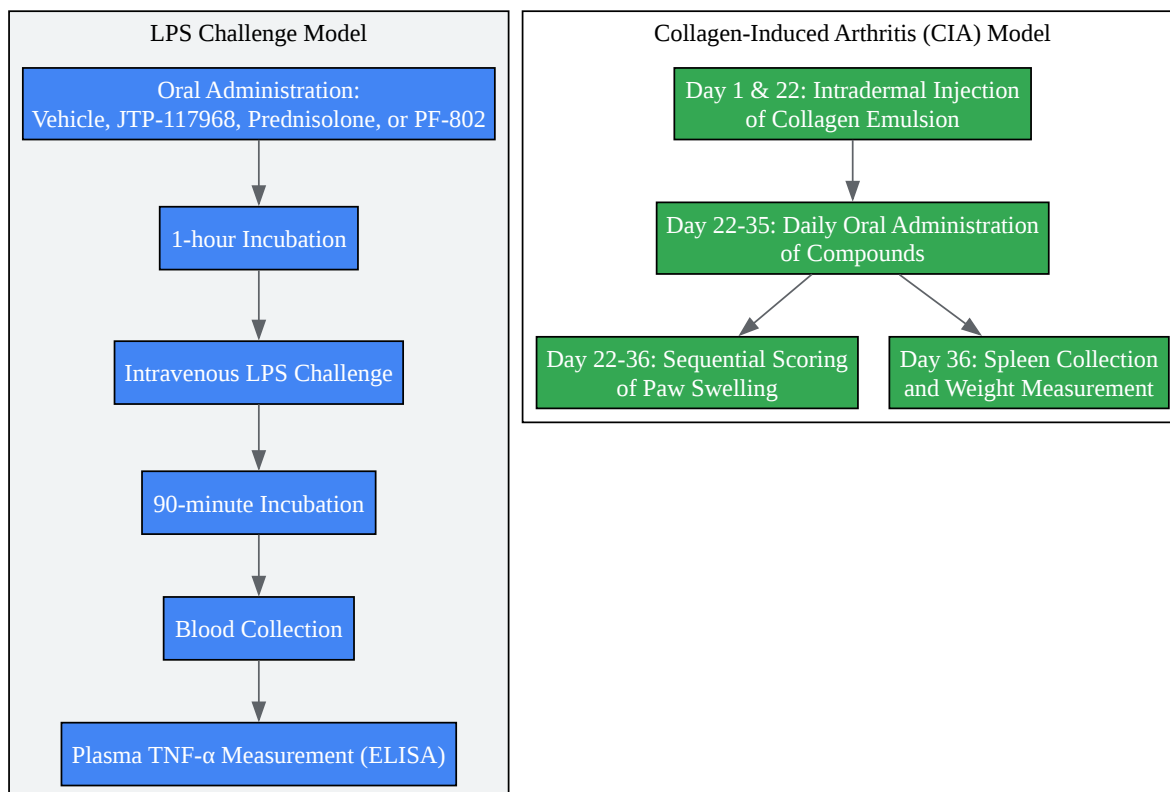 LPS Challenge Model
Oral Administration:
Vehicle, JTP-117968, Prednisolone, or PF-802
1-hour Incubation
Intravenous LPS Challenge
90-minute Incubation
Blood Collection
Plasma TNF-α Measurement (ELISA)
Collagen-Induced Arthritis (CIA) Model
Day 1 & 22: Intradermal Injection
of Collagen Emulsion
Day 22-35: Daily Oral Administration
of Compounds
Day 22-36: Sequential Scoring
of Paw Swelling
Day 36: Spleen Collection
and Weight Measurement